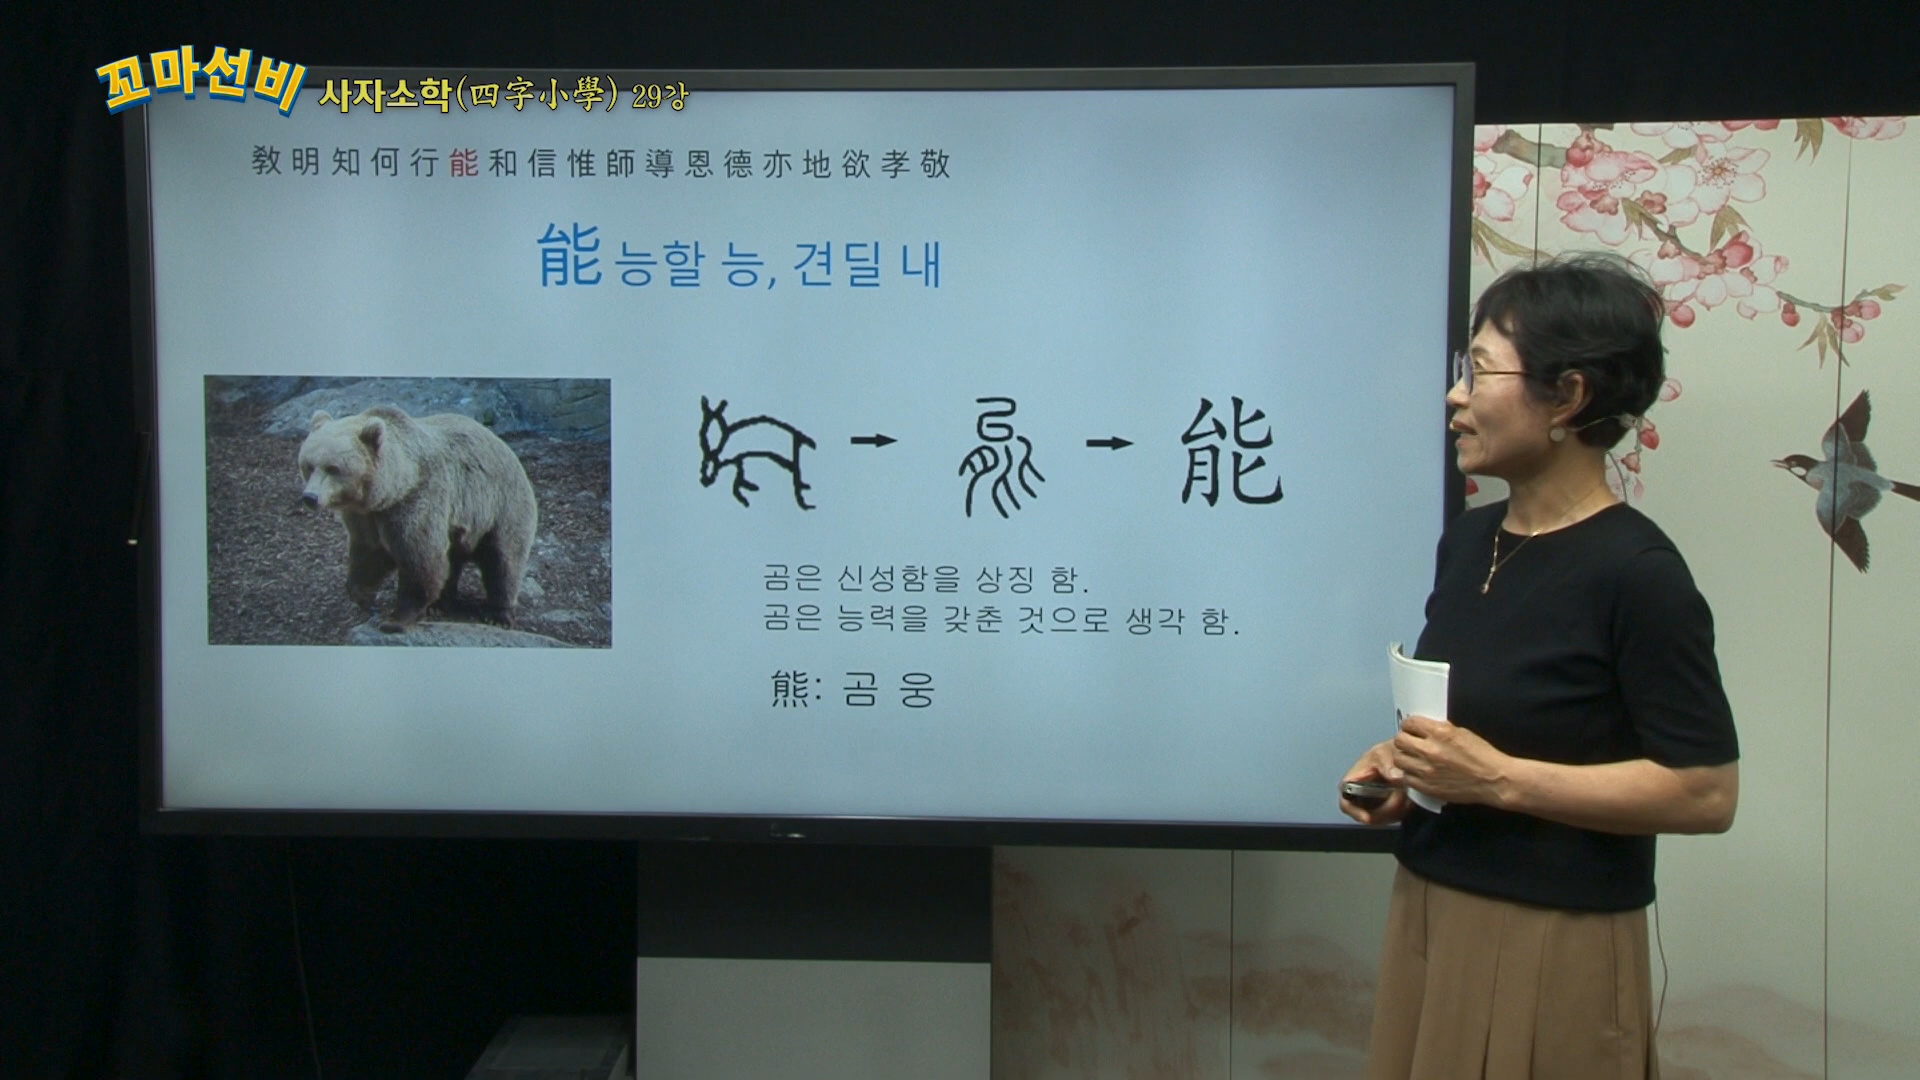 꼬마선비 사자소학(四字小學) 29강
敎明知何行能和信惟師導恩德亦地欲孝敬
能 능할 능, 견딜 내
能
곰은 신성함을 상징 함.
곰은 능력을 갖춘 것으로 생각 함.
熊: 곰 웅